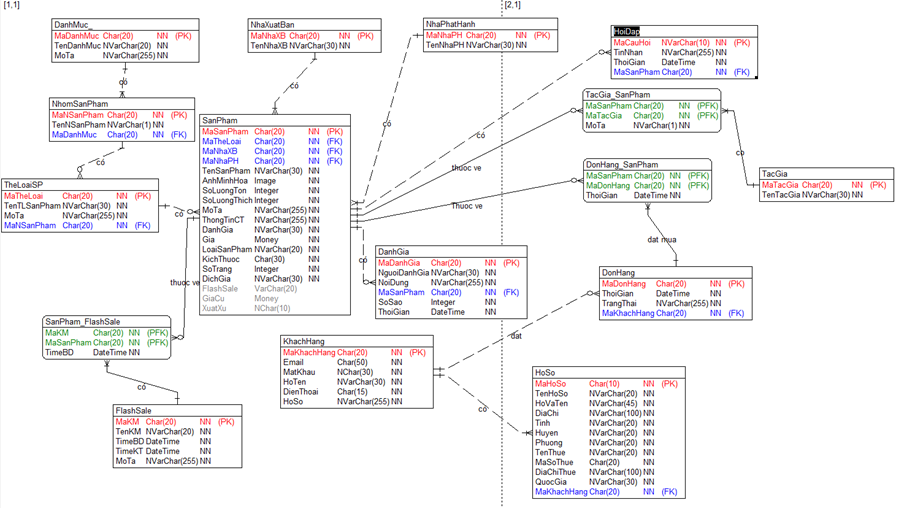 [1,1]
[2,1]
DanhMuc_
MaDanhMuc Char(20) NN (PK)
TenDanhMuc NVarChar(20) NN
MoTa NVarChar(255) NN
có
NhomSanPham
MaNSanPham Char(20) NN (PK)
TenNSanPham NVarChar(1) NN
MaDanhMuc Char(20) NN (FK)
có
TheLoaiSP
MaTheLoai Char(20) NN (PK)
TenTLSanPham NVarChar(30) NN
MoTa NVarChar(255) NN
MaNSanPham Char(20) NN (FK)
có
NhaXuatBan
MaNhaXB Char(20) NN (PK)
TenNhaXB NVarChar(30) NN
có
NhaPhatHanh
MaNhaPH Char(20) NN (PK)
TenNhaPH NVarChar(30) NN
có
SanPham
MaSanPham Char(20) NN (PK)
MaTheLoai Char(20) NN (FK)
MaNhaXB Char(20) NN (FK)
MaNhaPH Char(20) NN (FK)
TenSanPham NVarChar(30) NN
AnhMinhHoa Image NN
SoLuongTon Integer NN
SoLuongThich Integer NN
MoTa NVarChar(255) NN
ThongTinCT NVarChar(255) NN
DanhGia NVarChar(30) NN
Gia Money NN
LoaiSanPham NVarChar(20) NN
KichThuoc Char(30) NN
SoTrang Integer NN
DichGia NVarChar(30) NN
FlashSale VarChar(20)
GiaCu Money
XuatXu NChar(10)
HoiDap
MaCauHoi NVarChar(10) NN (PK)
TinNhan NVarChar(255) NN
ThoiGian DateTime NN
MaSanPham Char(20) NN (FK)
có
TacGia_SanPham
MaSanPham Char(20) NN (PFK)
MaTacGia Char(20) NN (PFK)
MoTa NVarChar(1) NN
thuoc ve
co
TacGia
MaTacGia Char(20) NN (PK)
TenTacGia NVarChar(30) NN
DonHang_SanPham
MaSanPham Char(20) NN (PFK)
MaDonHang Char(20) NN (PFK)
ThoiGian DateTime NN
Thuoc ve
dat mua
DonHang
MaDonHang Char(20) NN (PK)
ThoiGian DateTime NN
TrangThai NVarChar(255) NN
MaKhachHang Char(20) NN (FK)
DanhGia
MaDanhGia Char(20) NN (PK)
NguoiDanhGia NVarChar(30) NN
NoiDung NVarChar(255) NN
MaSanPham Char(20) NN (FK)
SoSao Integer NN
ThoiGian DateTime NN
có
thuoc ve
SanPham_FlashSale
MaKM Char(20) NN (PFK)
MaSanPham Char(20) NN (PFK)
TimeBD DateTime NN
có
FlashSale
MaKM Char(20) NN (PK)
TenKM NVarChar(20) NN
TimeBD DateTime NN
TimeKT DateTime NN
MoTa NVarChar(255) NN
KhachHang
MaKhachHang Char(20) NN (PK)
Email Char(50) NN
MatKhau NChar(30) NN
HoTen NVarChar(30) NN
DienThoai Char(15) NN
HoSo NVarChar(255) NN
dat
có
HoSo
MaHoSo Char(10) NN (PK)
TenHoSo NVarChar(20) NN
HoVaTen NVarChar(45) NN
DiaChi NVarChar(100) NN
Tinh NVarChar(20) NN
Huyen NVarChar(20) NN
Phuong NVarChar(20) NN
TenThue NVarChar(20) NN
MaSoThue Char(20) NN
DiaChiThue NVarChar(100) NN
QuocGia NVarChar(30) NN
MaKhachHang Char(20) NN (FK)